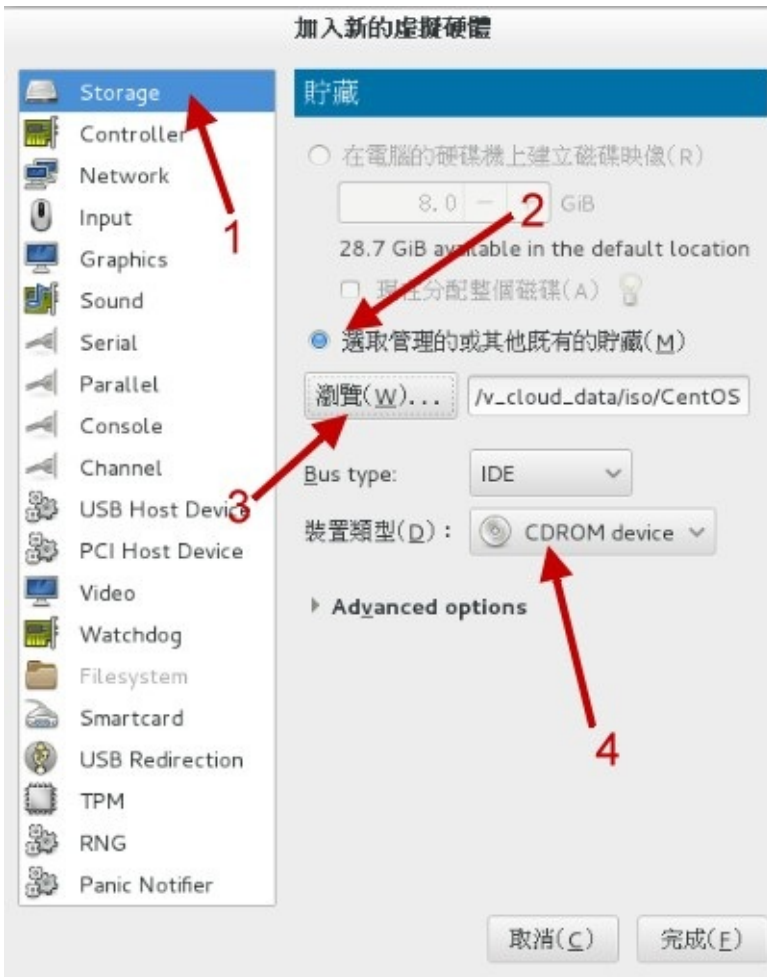 加入新的虛擬硬體
Storage
Controller
Network
Input
Graphics
Sound
Serial
Parallel
Console
Channel
USB Host Device
PCI Host Device
Video
Watchdog
Filesystem
Smartcard
USB Redirection
TPM
RNG
Panic Notifier
1
貯藏
在電腦的硬碟機上建立磁碟映像(R)
8.0 − + GiB
2
28.7 GiB available in the default location
現在分配整個磁碟(A)
選取管理的或其他既有的貯藏(M)
瀏覽(W)... /v_cloud_data/iso/CentOS
3
Bus type: IDE
裝置類型(D)： CDROM device
Advanced options
4
取消(C) 完成(F)